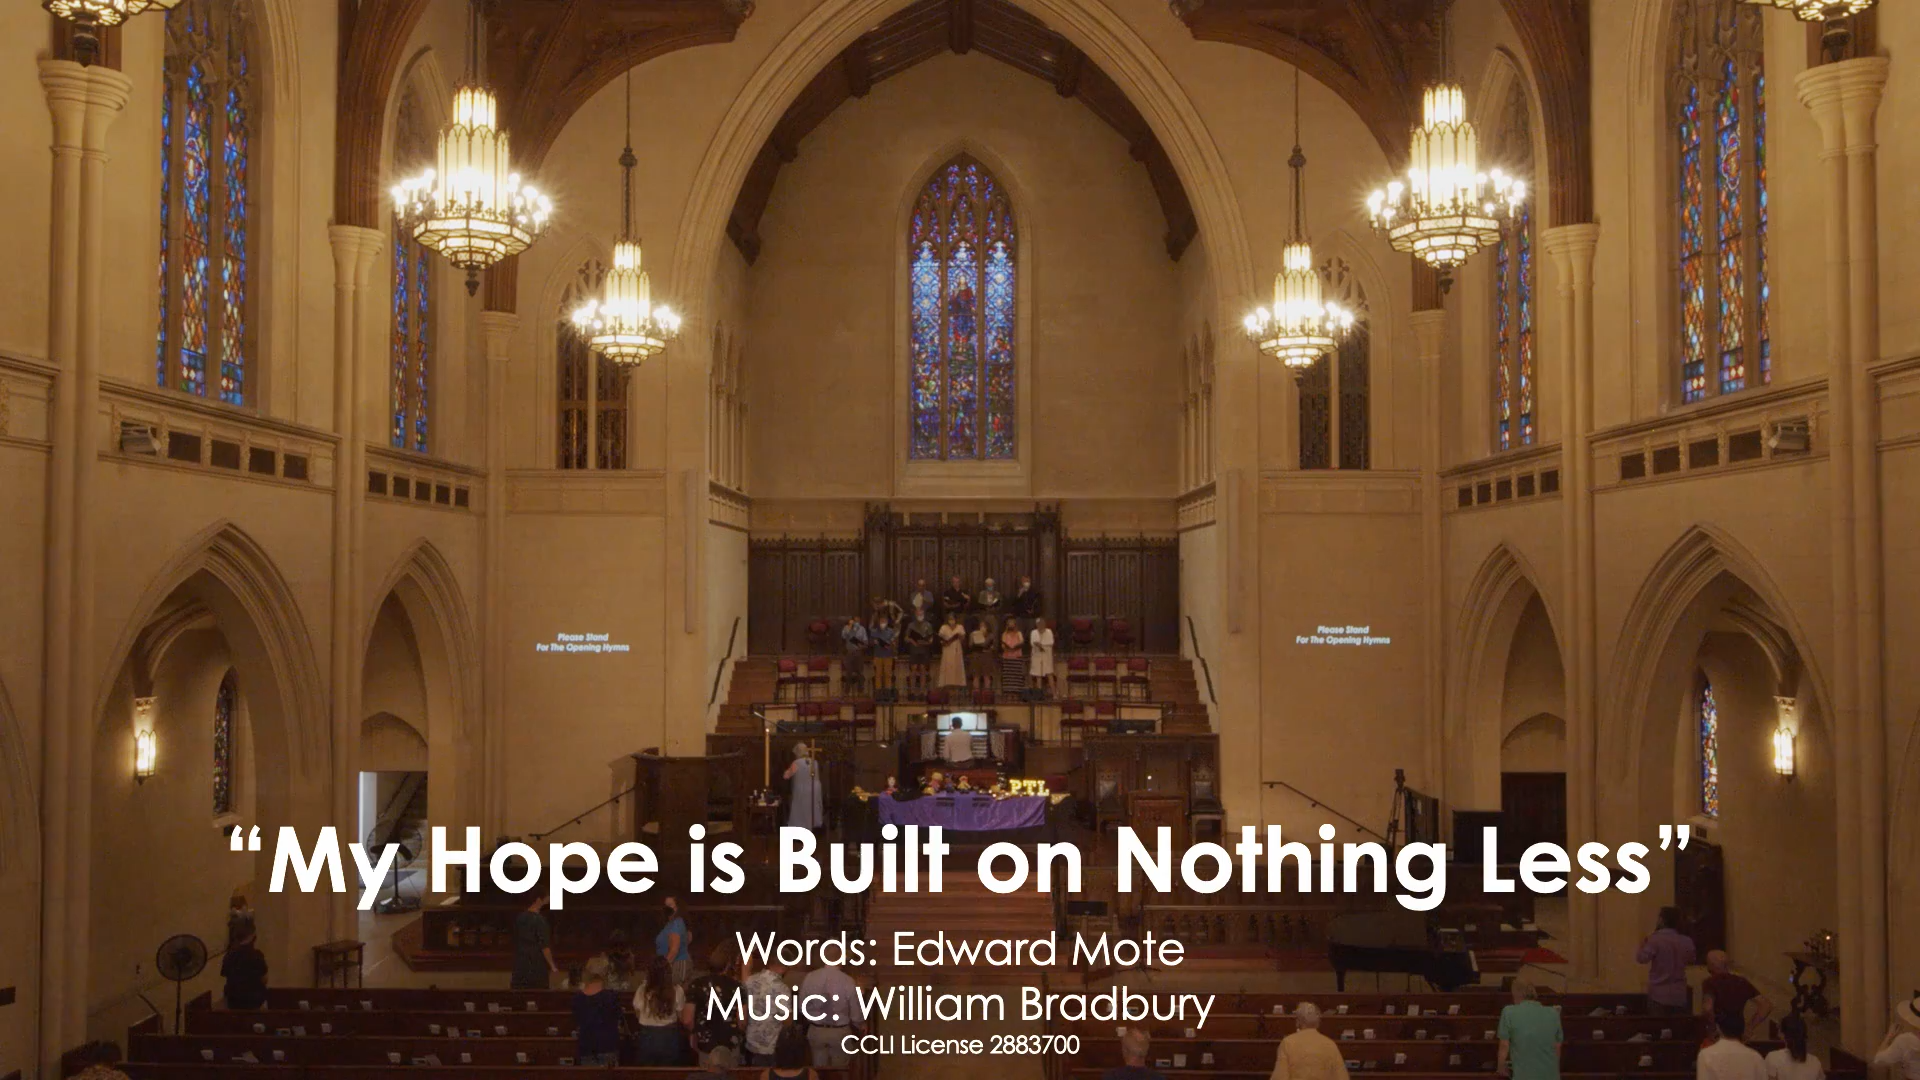 Please Stand
For The Opening Hymns
Please Stand
For The Opening Hymns
PTL
“My Hope is Built on Nothing Less”
Words: Edward Mote
Music: William Bradbury
CCLI License 2883700